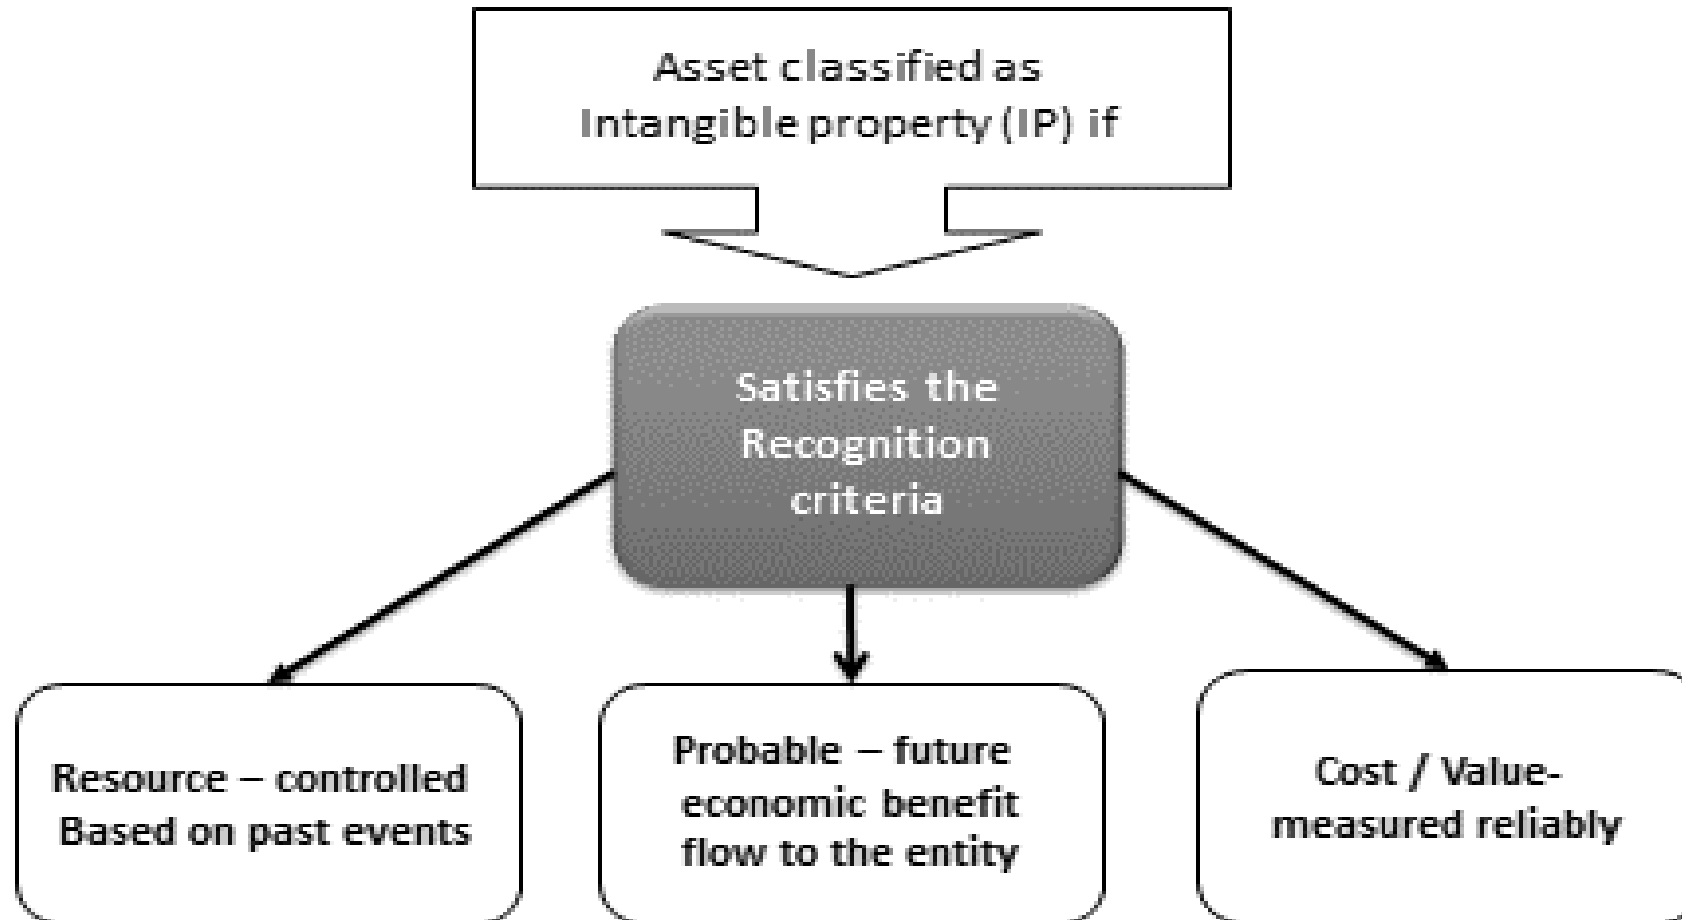 Asset classified as
Intangible property (IP) if
Satisfies the
Recognition
criteria
Resource – controlled
Based on past events
Probable – future
economic benefit
flow to the entity
Cost / Value-
measured reliably